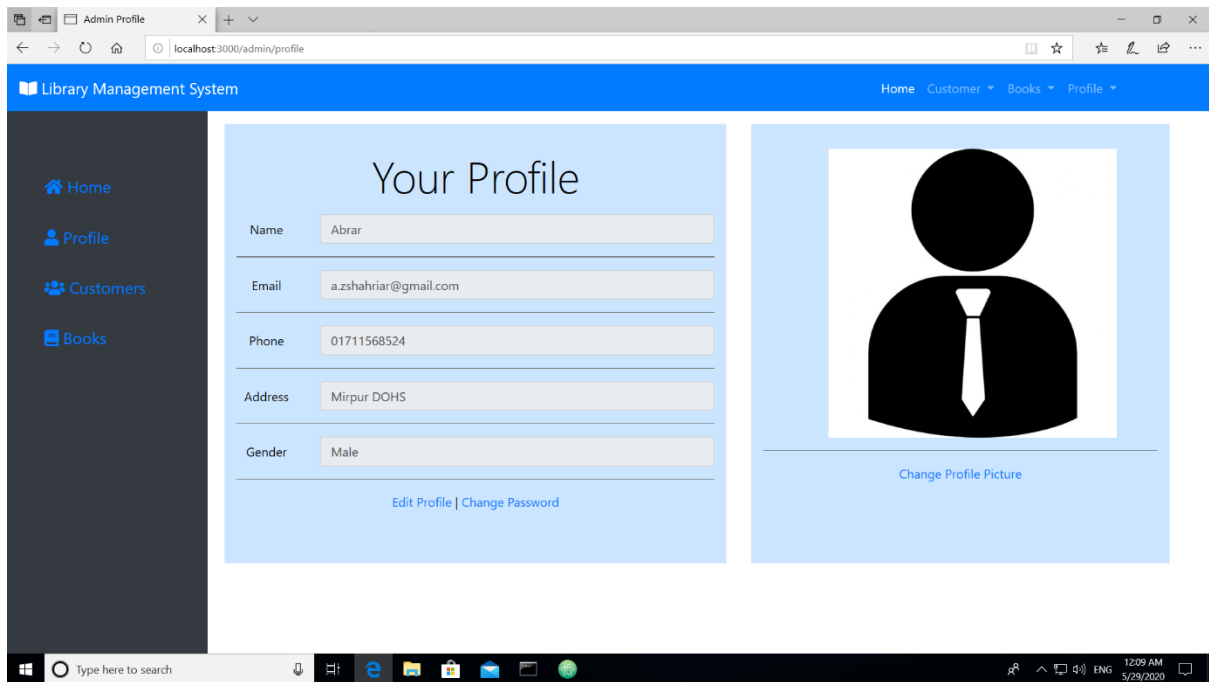 Admin Profile
localhost:3000/admin/profile
Library Management System
Home Customer Books Profile
Home
Profile
Customers
Books
Your Profile
Name Abrar
Email a.zshahriar@gmail.com
Phone 01711568524
Address Mirpur DOHS
Gender Male
Edit Profile | Change Password
Change Profile Picture
Type here to search
ENG
12:09 AM
5/29/2020